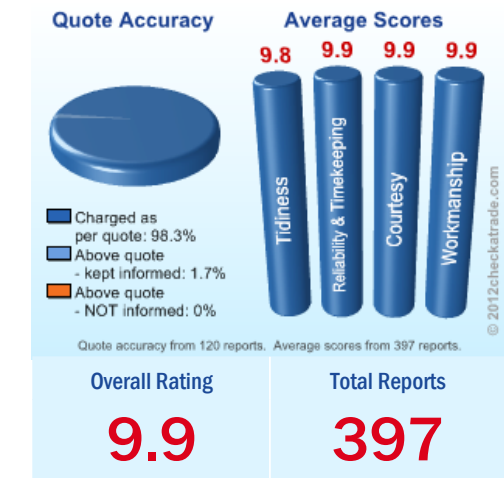 Quote Accuracy
Average Scores
9.8
9.9
9.9
9.9
Tidiness
Reliability & Timekeeping
Courtesy
Workmanship
Charged as
per quote: 98.3%
Above quote
- kept informed: 1.7%
Above quote
- NOT informed: 0%
© 2012checkatrade.com
Quote accuracy from 120 reports. Average scores from 397 reports.
Overall Rating
Total Reports
9.9
397